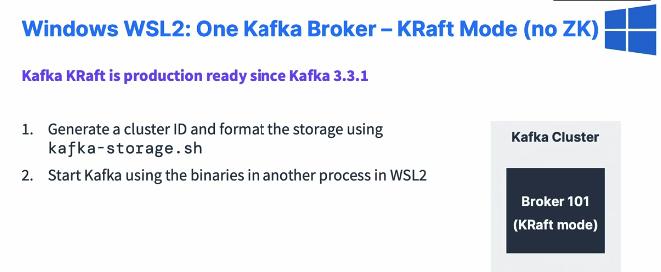 Windows WSL2: One Kafka Broker – KRaft Mode (no ZK)
Kafka KRaft is production ready since Kafka 3.3.1
1. Generate a cluster ID and format the storage using
kafka-storage.sh
2. Start Kafka using the binaries in another process in WSL2
Kafka Cluster
Broker 101
(KRaft mode)